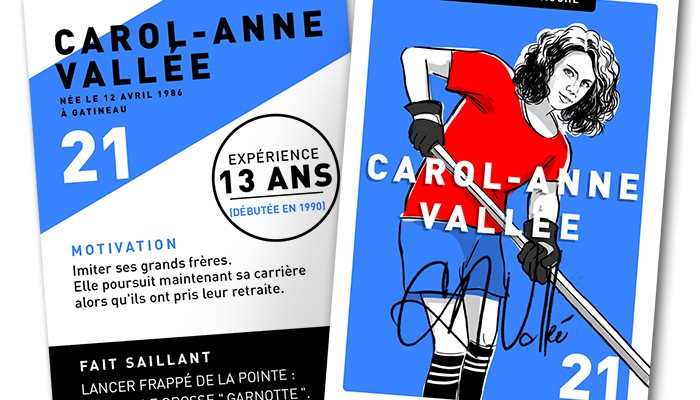 CAROL-ANNE
VALLÉE
NÉE LE 12 AVRIL 1986
À GATINEAU
21
EXPÉRIENCE
13 ANS
(DÉBUTÉE EN 1990)
MOTIVATION
Imiter ses grands frères.
Elle poursuit maintenant sa carrière
alors qu'ils ont pris leur retraite.
FAIT SAILLANT
LANCER FRAPPÉ DE LA POINTE :
GROSSE " GARNOTTE ".
CAROL-ANNE
VALLÉE
Vallée
21